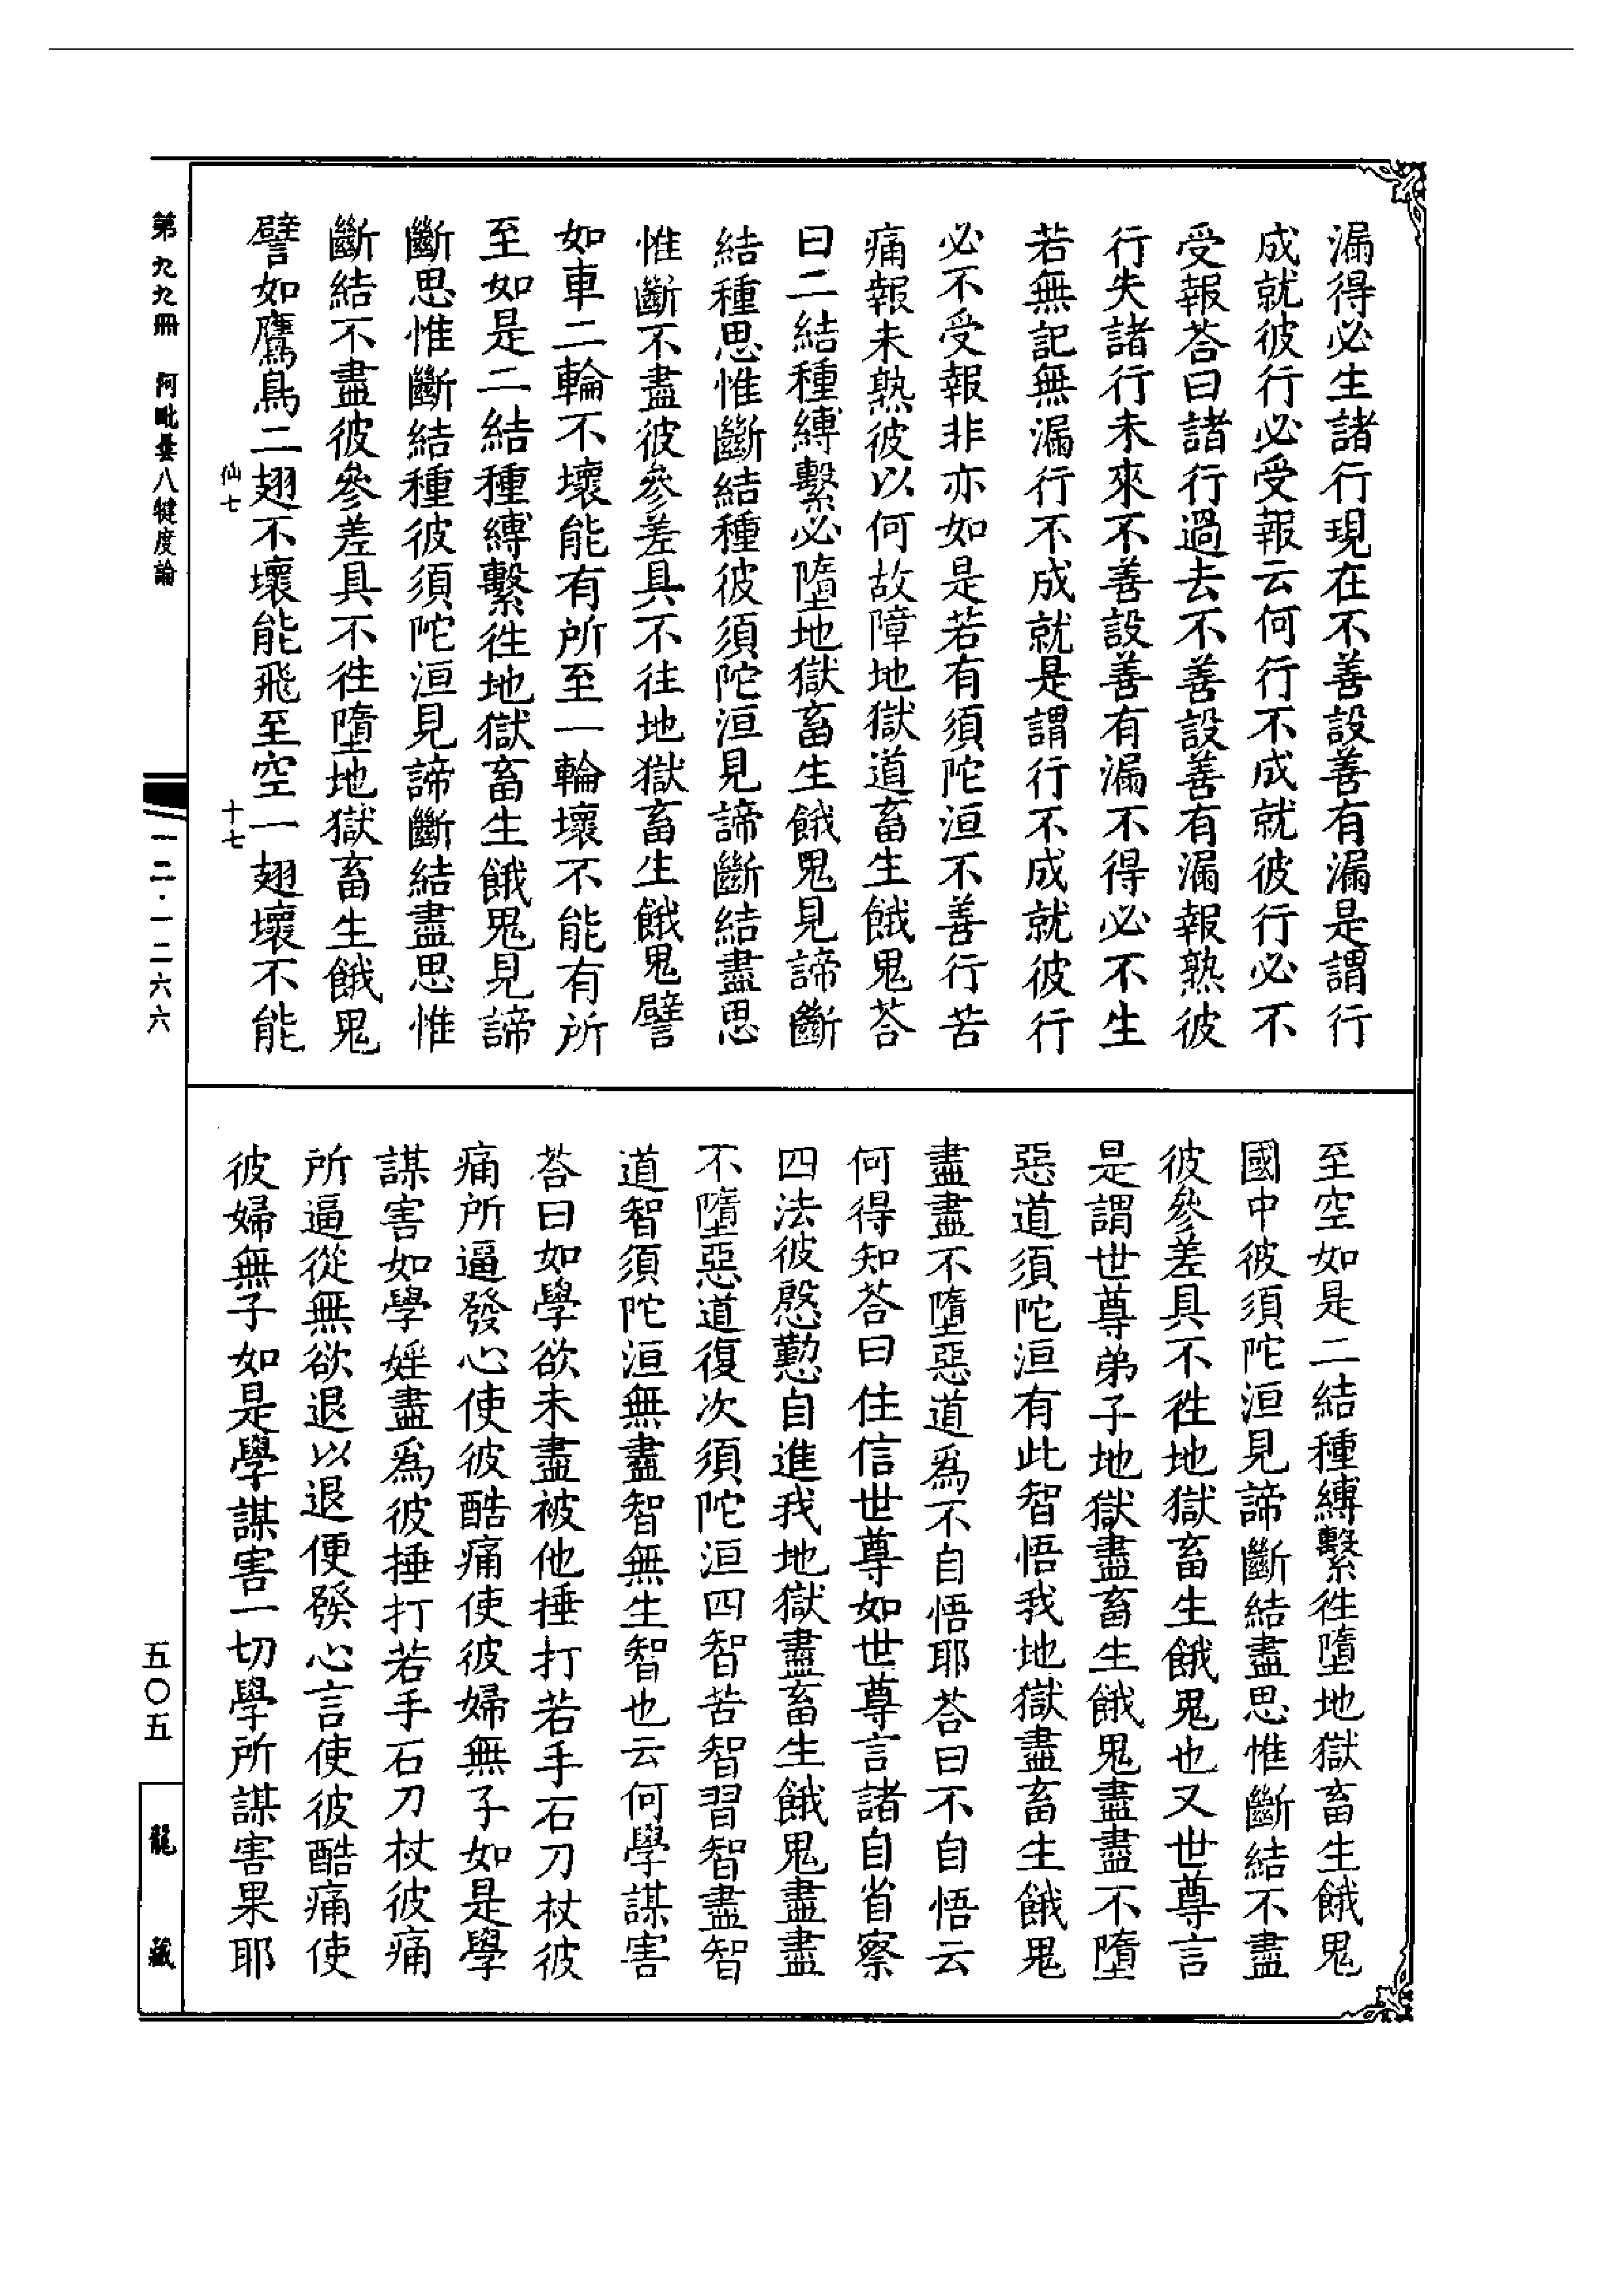 漏得必生諸行現在不善設善有漏是謂行
成就彼行必受報云何行不成就彼行必不
受報荅曰諸行過去不善設善有漏報熟彼
行失諸行未來不善設善有漏不得必不生
若無記無漏行不成就是謂行不成就彼行
必不受報非亦如是若有須陀洹不善行苦
痛報未熟彼以何故障地獄道畜生餓鬼荅
曰二結種縛繫必墮地獄畜生餓鬼見諦斷
結種思惟斷結種彼須陀洹見諦斷結盡思
惟斷不盡彼參差具不往地獄畜生餓鬼譬
如車二輪不壞能有所至一輪壞不能有所
至如是二結種縛繫徃地獄畜生餓鬼見諦
斷思惟斷結種彼須陀洹見諦斷結盡思惟
斷結不盡彼參差具不徃墮地獄畜生餓鬼
譬如鷹鳥二翅不壞能飛至空一翅壞不能
仙七
十七
至空如是二結種縛繫徃墮地獄畜生餓鬼
國中彼須陀洹見諦斷結盡思惟斷結不盡
彼參差具不徃地獄畜生餓鬼也又世尊言
是謂世尊弟子地獄盡畜生餓鬼盡盡不墮
惡道須陀洹有此智悟我地獄盡畜生餓鬼
盡盡不墮惡道爲不自悟耶荅曰不自悟云
何得知荅曰住信世尊如世尊言諸自省察
四法彼慇懃自進我地獄盡畜生餓鬼盡盡
不墮惡道復次須陀洹四智苦智習智盡智
道智須陀洹無盡智無生智也云何學謀害
荅曰如學欲未盡被他捶打若手石刀杖彼
痛所逼發心使彼酷痛使彼婦無子如是學
謀害如學婬盡爲彼捶打若手石刀杖彼痛
所逼從無欲退以退便發心言使彼酷痛使
彼婦無子如是學謀害一切學所謀害果耶
第九九冊　阿毗曇八犍度論
一二·一二六六
五〇五
龍藏